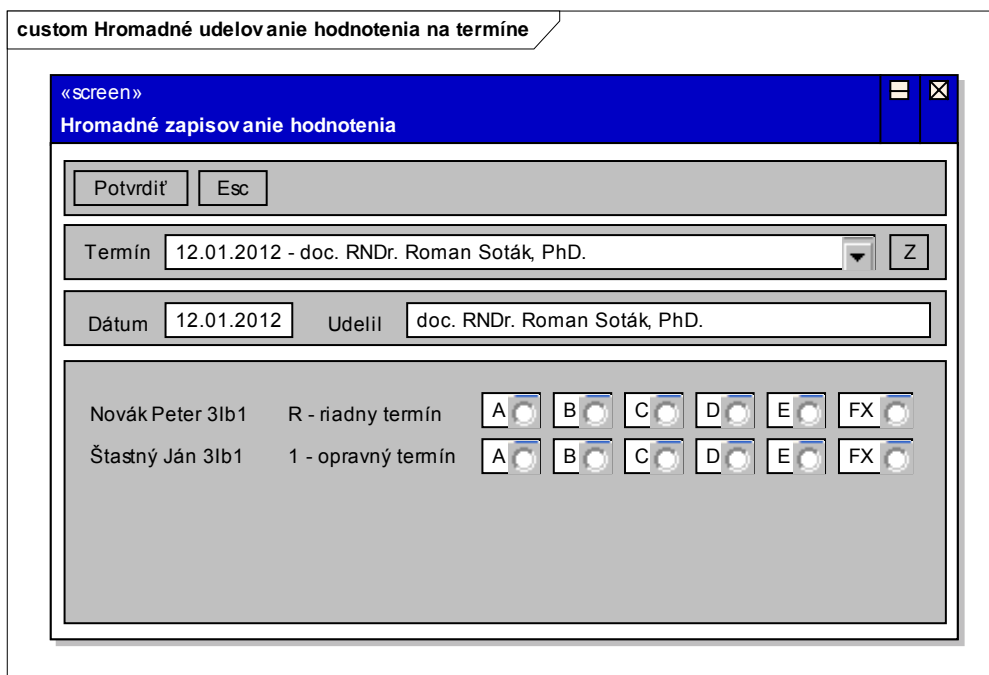 custom Hromadné udelovanie hodnotenia na termíne
«screen»
Hromadné zapisovanie hodnotenia
Potvrdiť Esc
Termín 12.01.2012 - doc. RNDr. Roman Soták, PhD. Z
Dátum 12.01.2012 Udelil doc. RNDr. Roman Soták, PhD.
Novák Peter 3Ib1 R - riadny termín A B C D E FX
Štastný Ján 3Ib1 1 - opravný termín A B C D E FX